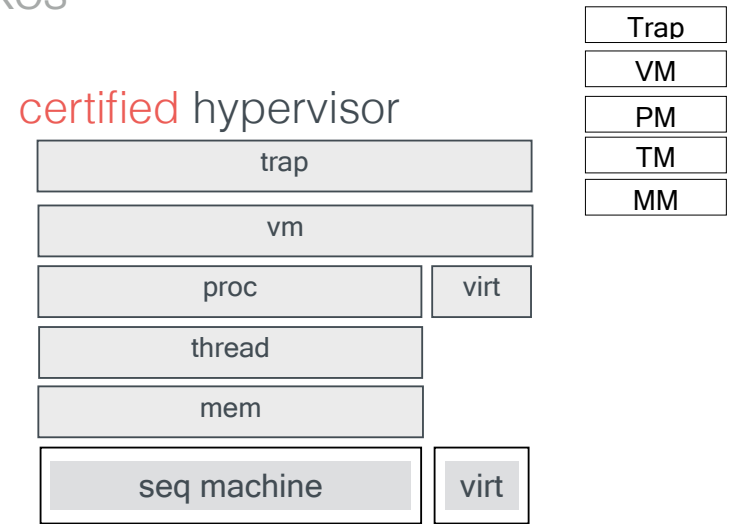 certified hypervisor
trap
vm
proc
virt
thread
mem
seq machine
virt
Trap
VM
PM
TM
MM